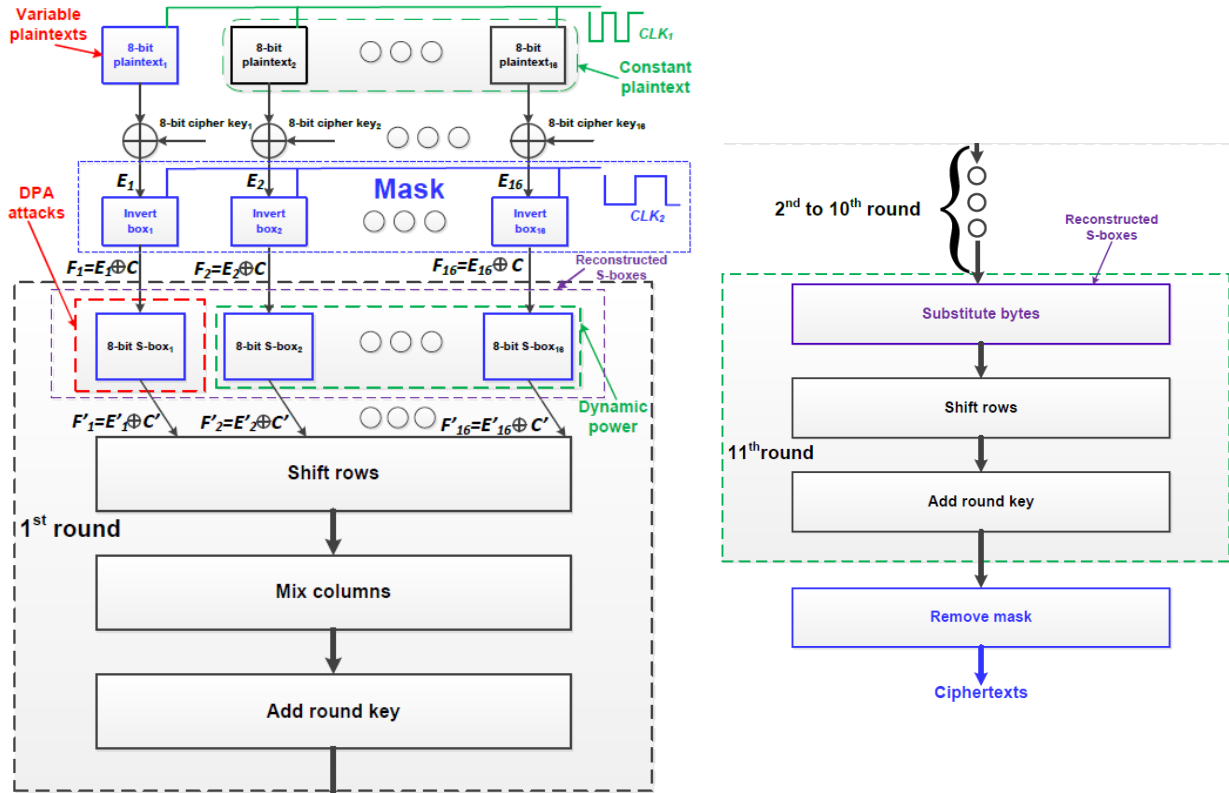 Variable
plaintexts
8-bit
plaintext₁
8-bit
plaintext₂
8-bit
plaintext₁₆
CLK₁
Constant
plaintext
8-bit cipher key₁
8-bit cipher key₂
8-bit cipher key₁₆
E₁
E₂
E₁₆
Mask
DPA
attacks
Invert
box₁
Invert
box₂
Invert
box₁₆
CLK₂
F₁=E₁⊕C
F₂=E₂⊕C
F₁₆=E₁₆⊕ C
Reconstructed
S-boxes
8-bit S-box₁
8-bit S-box₂
8-bit S-box₁₆
Dynamic
power
F'₁=E'₁⊕C'
F'₂=E'₂⊕C'
F'₁₆=E'₁₆⊕ C'
Shift rows
1ˢᵗ round
Mix columns
Add round key
2ⁿᵈ to 10ᵗʰ round
Reconstructed
S-boxes
Substitute bytes
Shift rows
11ᵗʰround
Add round key
Remove mask
Ciphertexts